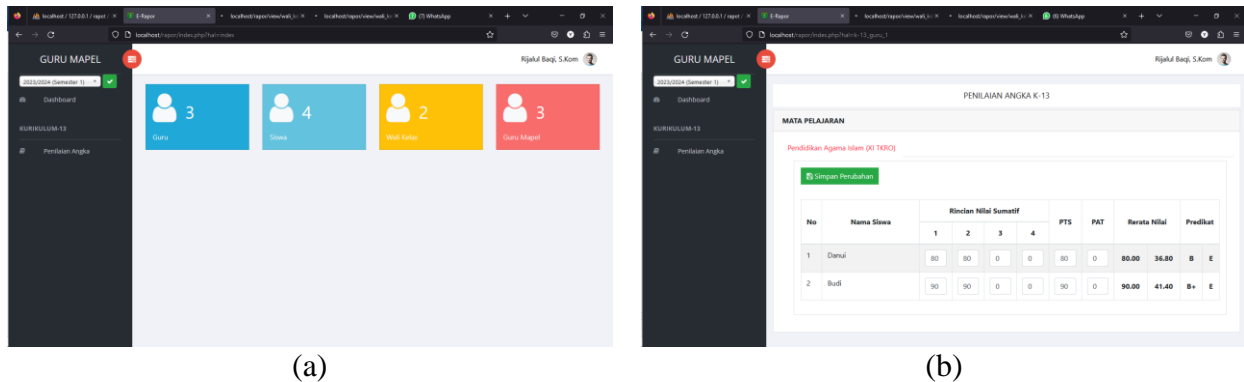 localhost / 127.0.0.1 / rapor / E-Rapor localhost/rapor/view/wali_k localhost/rapor/view/wali_k (7) WhatsApp
localhost/rapor/index.php?hal=index
GURU MAPEL Rijalul Baqi, S.Kom
2023/2024 (Semester 1)
Dashboard
KURIKULUM-13
Penilaian Angka
3
Guru
4
Siswa
2
Wali Kelas
3
Guru Mapel
(a)
localhost / 127.0.0.1 / rapor / E-Rapor localhost/rapor/view/wali_k localhost/rapor/view/wali_k (6) WhatsApp
localhost/rapor/index.php?hal=k-13_guru_1
GURU MAPEL Rijalul Baqi, S.Kom
2023/2024 (Semester 1)
Dashboard
KURIKULUM-13
Penilaian Angka
PENILAIAN ANGKA K-13
MATA PELAJARAN
Pendidikan Agama Islam (XI TKRO)
Simpan Perubahan
No Nama Siswa Rincian Nilai Sumatif PTS PAT Rerata Nilai Predikat
1 2 3 4
1 Danui 80 80 0 0 80 0 80.00 36.80 B E
2 Budi 90 90 0 0 90 0 90.00 41.40 B+ E
(b)